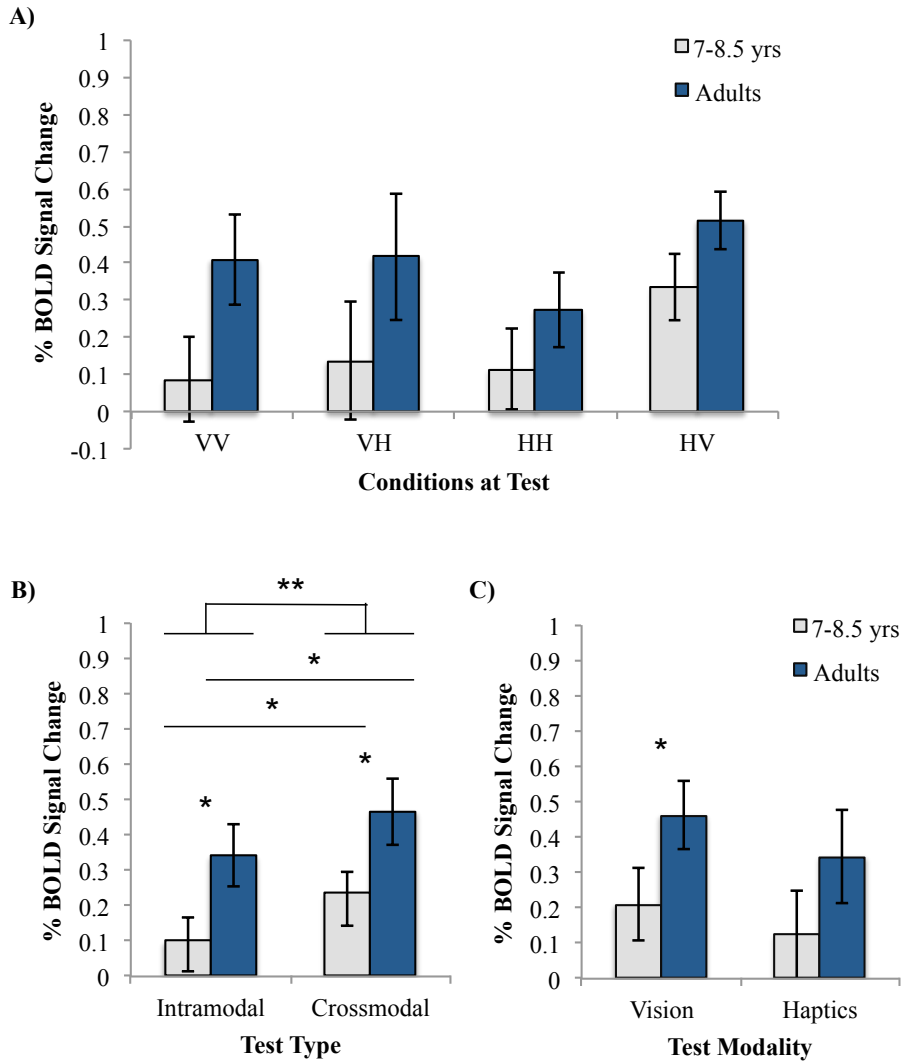 A)
% BOLD Signal Change
1
0.9
0.8
0.7
0.6
0.5
0.4
0.3
0.2
0.1
0
-0.1
7-8.5 yrs
Adults
VV VH HH HV
Conditions at Test
B)
% BOLD Signal Change
1
0.9
0.8
0.7
0.6
0.5
0.4
0.3
0.2
0.1
0
**
*
*
*
*
Intramodal Crossmodal
Test Type
C)
% BOLD Signal Change
1
0.9
0.8
0.7
0.6
0.5
0.4
0.3
0.2
0.1
0
7-8.5 yrs
Adults
*
Vision Haptics
Test Modality